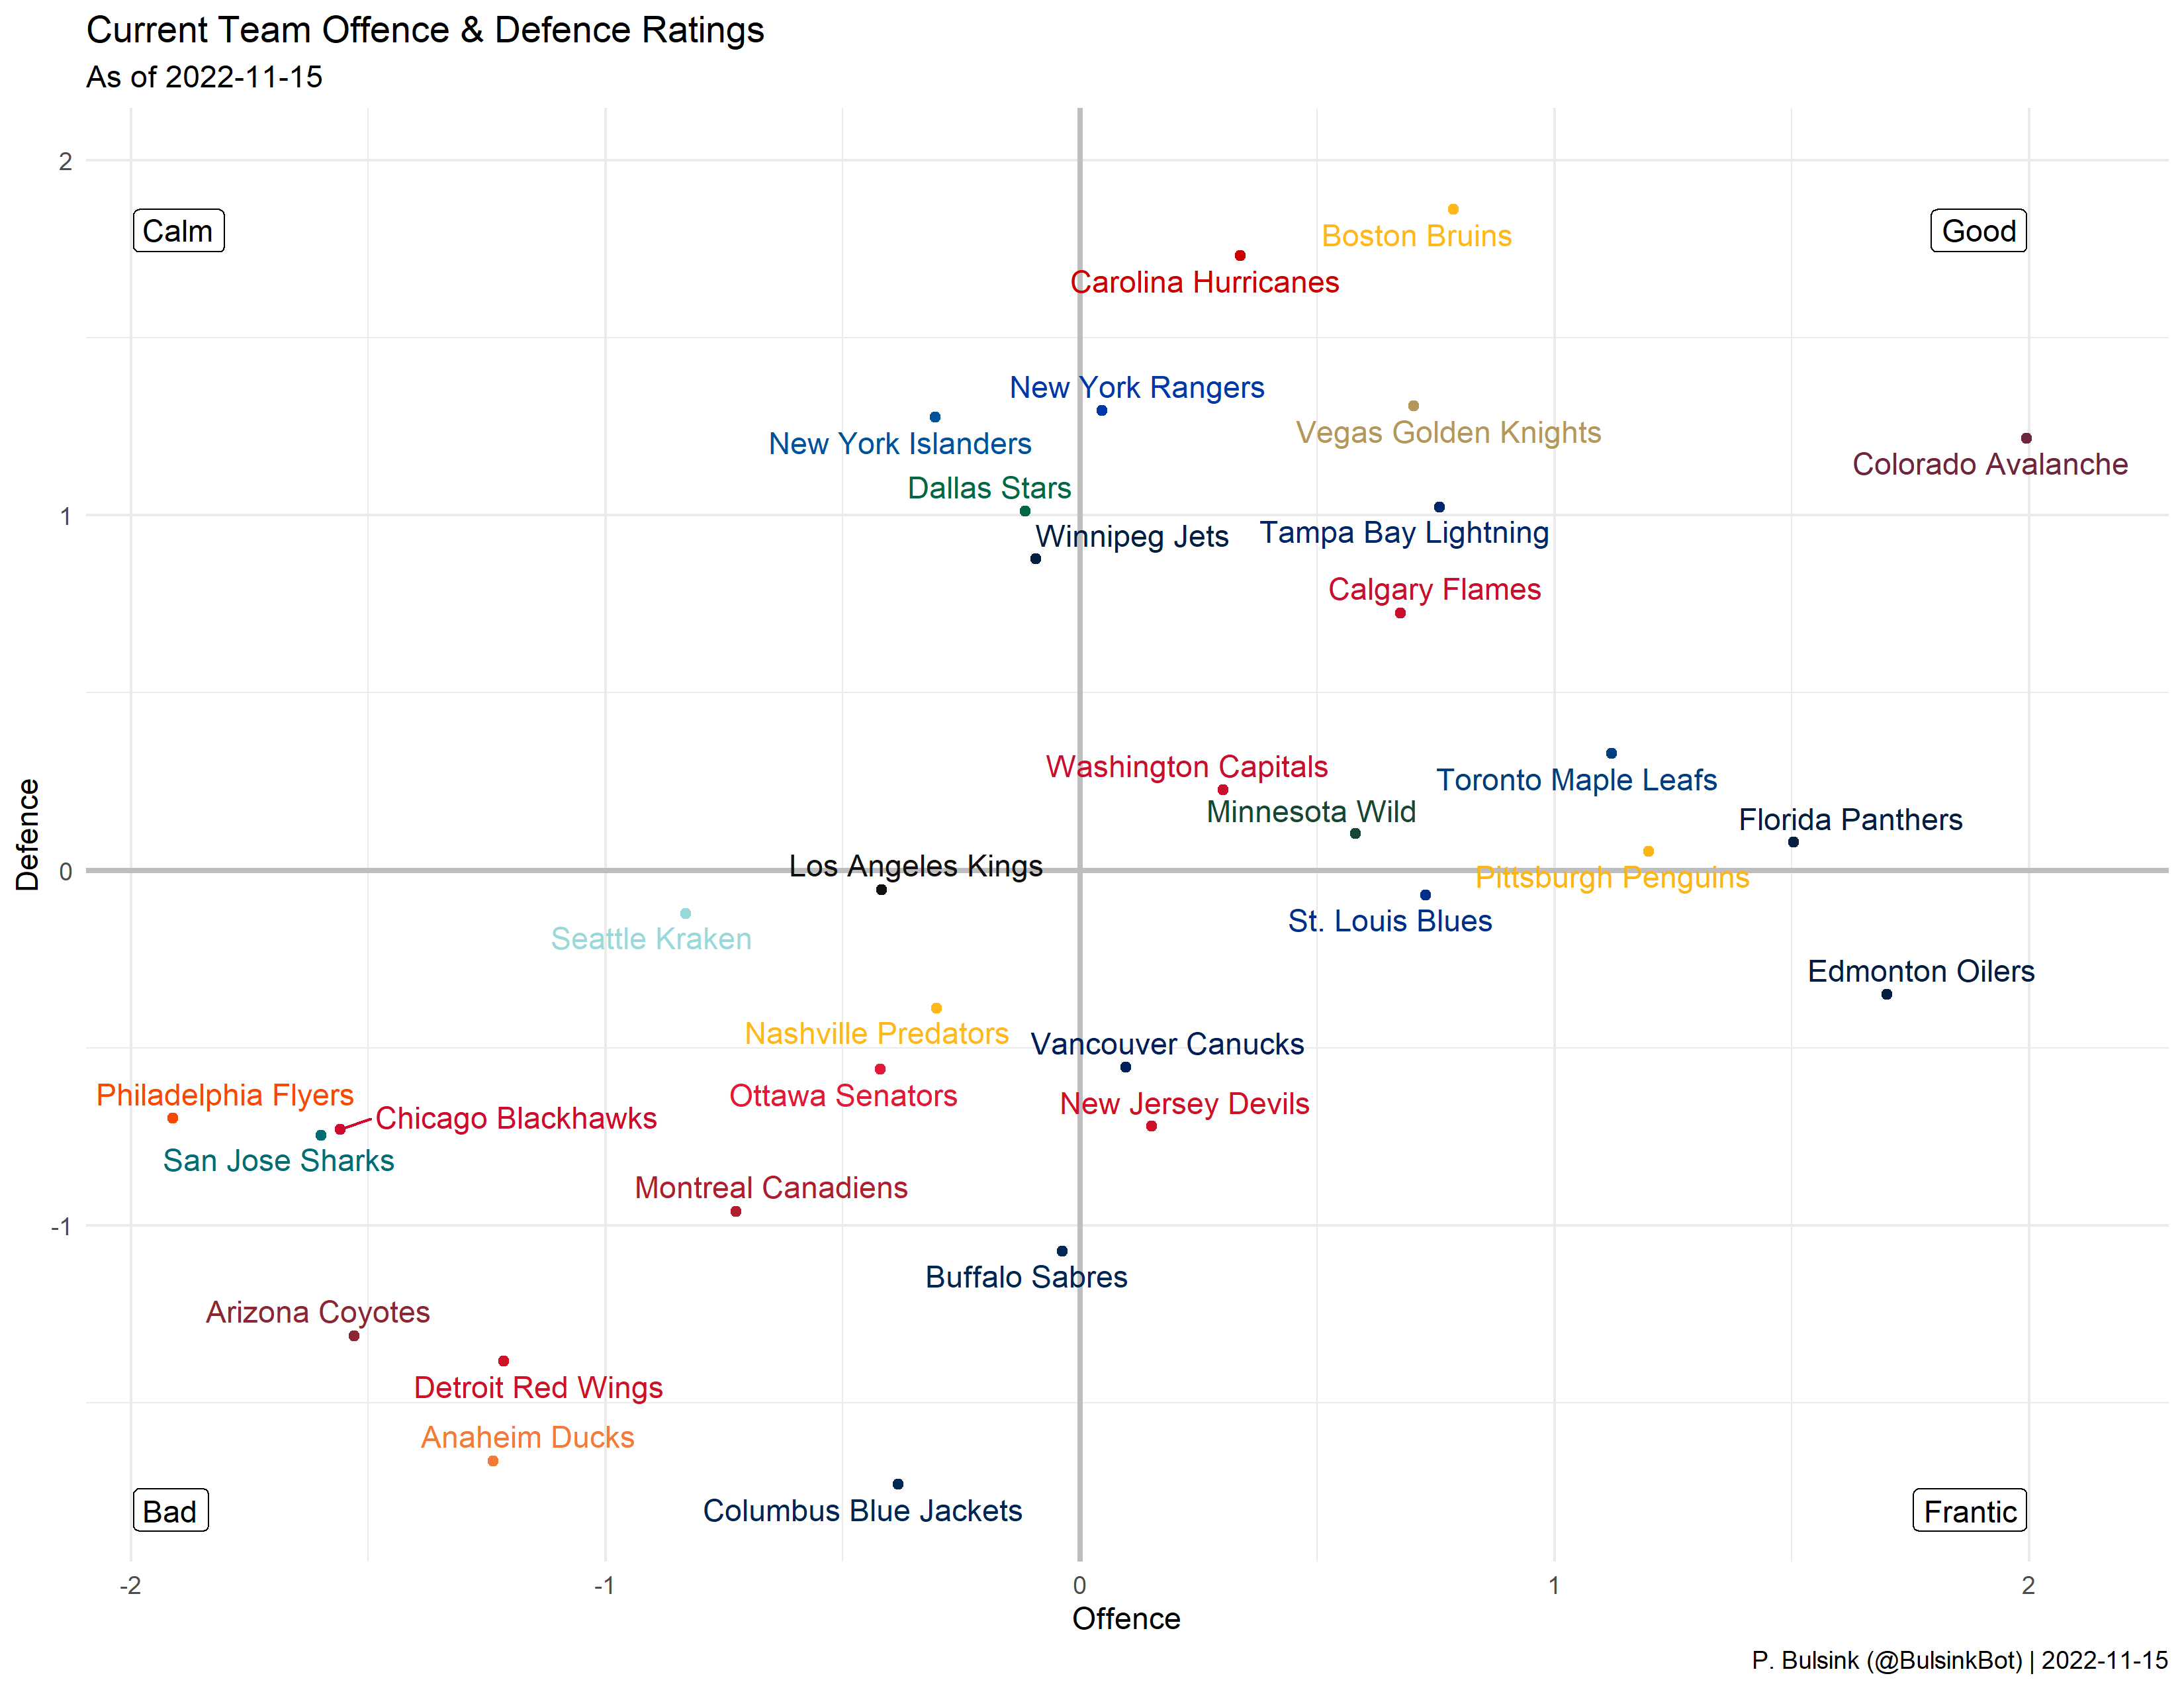 Current Team Offence & Defence Ratings
As of 2022-11-15
2
Calm
Good
Boston Bruins
Carolina Hurricanes
New York Rangers
Vegas Golden Knights
New York Islanders
Colorado Avalanche
Dallas Stars
1
Winnipeg Jets
Tampa Bay Lightning
Calgary Flames
Washington Capitals
Toronto Maple Leafs
Minnesota Wild
Florida Panthers
Defence
0
Los Angeles Kings
Pittsburgh Penguins
St. Louis Blues
Seattle Kraken
Edmonton Oilers
Nashville Predators
Vancouver Canucks
Philadelphia Flyers
Ottawa Senators
New Jersey Devils
Chicago Blackhawks
San Jose Sharks
Montreal Canadiens
-1
Buffalo Sabres
Arizona Coyotes
Detroit Red Wings
Anaheim Ducks
Columbus Blue Jackets
Bad
Frantic
-2
-1
0
1
2
Offence
P. Bulsink (@BulsinkBot) | 2022-11-15